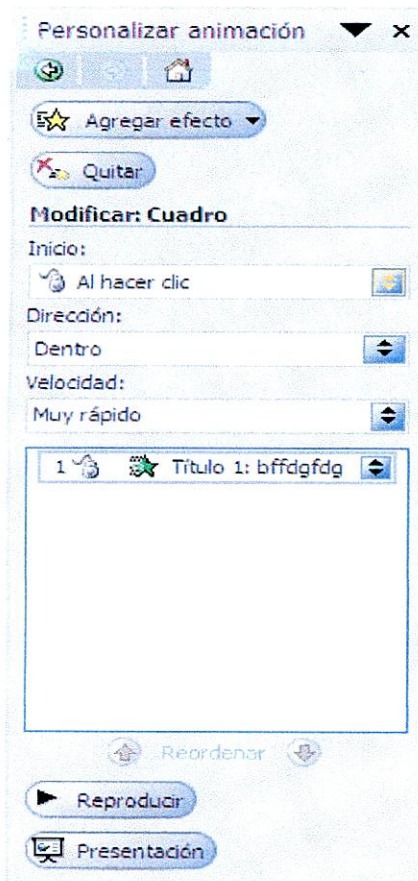 Personalizar animación
Agregar efecto
Quitar
Modificar: Cuadro
Inicio:
Al hacer clic
Dirección:
Dentro
Velocidad:
Muy rápido
1 Título 1: bffdgfdg
Reordenar
Reproducir
Presentación